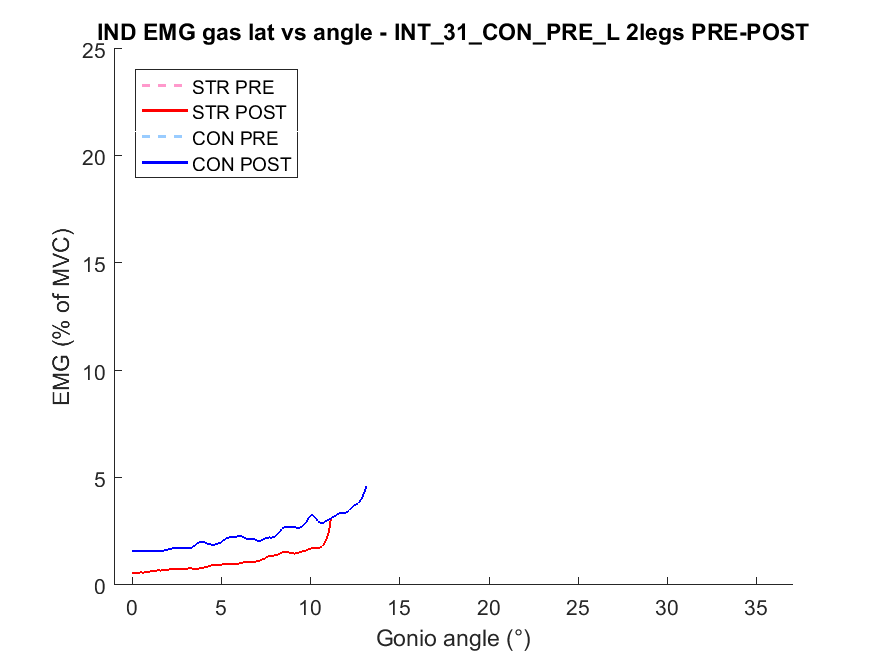 IND EMG gas lat vs angle - INT_31_CON_PRE_L 2legs PRE-POST
25
20
15
10
5
0
EMG (% of MVC)
STR PRE
STR POST
CON PRE
CON POST
0 5 10 15 20 25 30 35
Gonio angle (°)